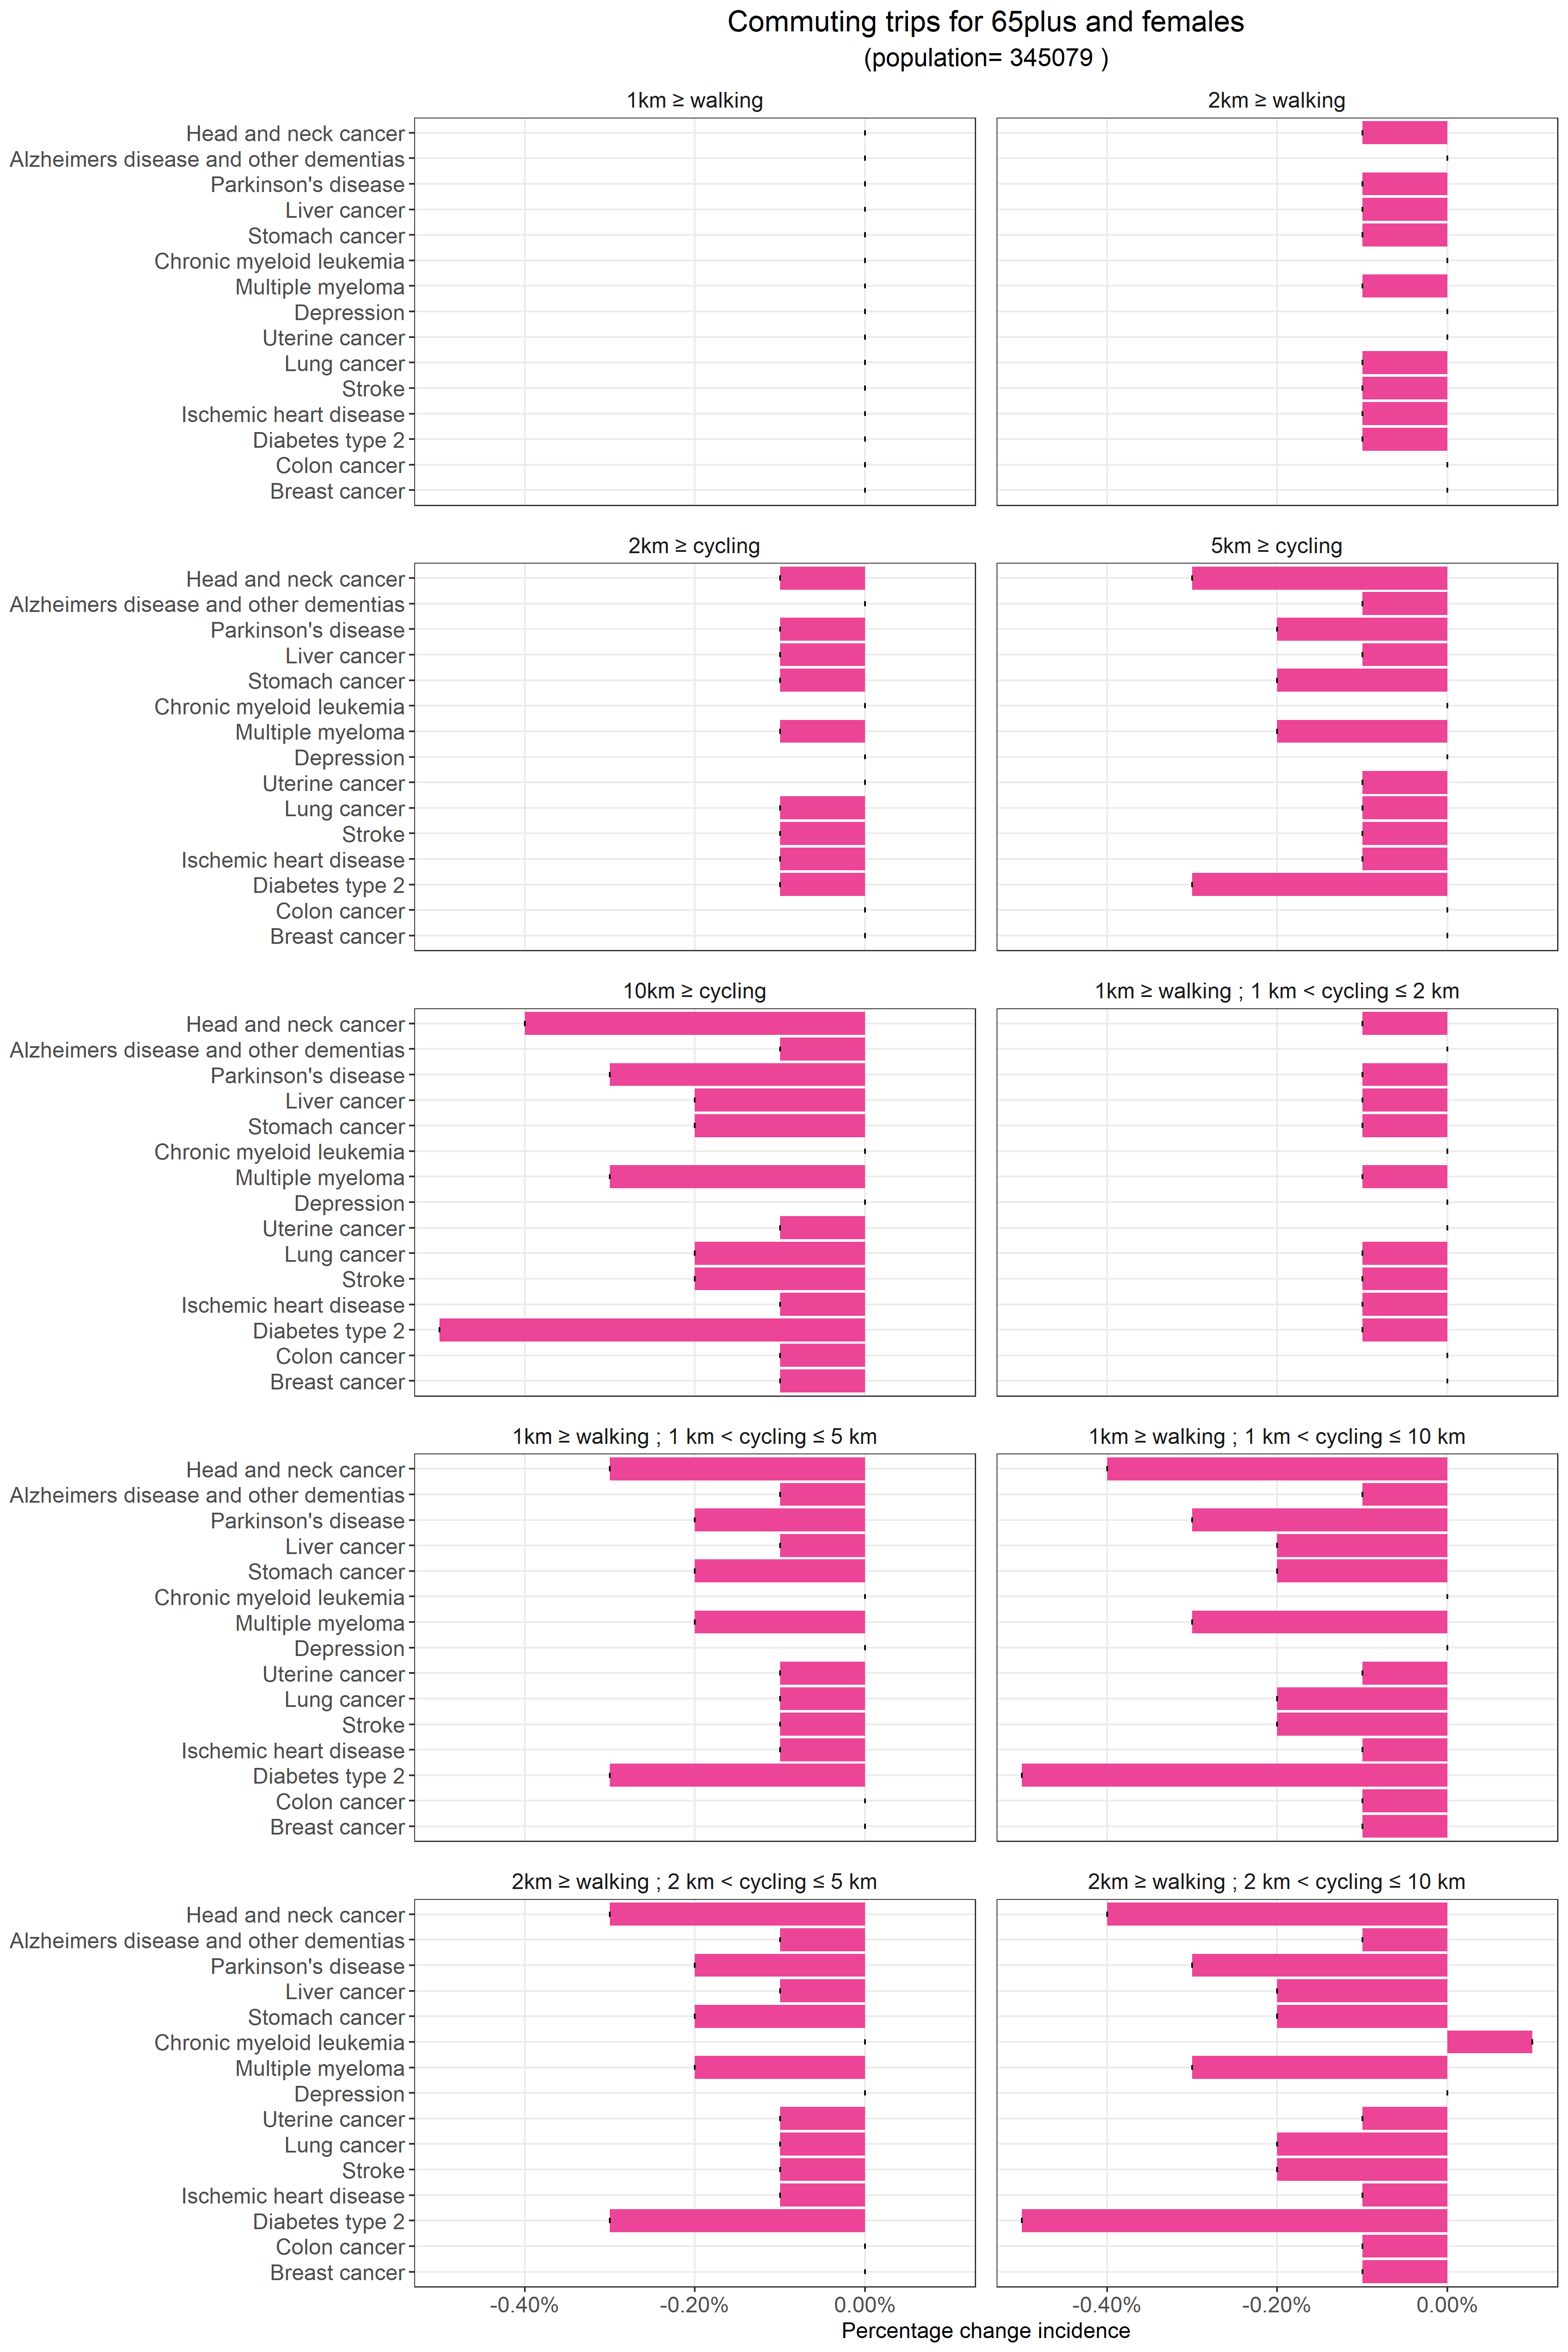 Commuting trips for 65plus and females
(population= 345079 )
1km ≥ walking
2km ≥ walking
Head and neck cancer
Alzheimers disease and other dementias
Parkinson's disease
Liver cancer
Stomach cancer
Chronic myeloid leukemia
Multiple myeloma
Depression
Uterine cancer
Lung cancer
Stroke
Ischemic heart disease
Diabetes type 2
Colon cancer
Breast cancer
2km ≥ cycling
5km ≥ cycling
Head and neck cancer
Alzheimers disease and other dementias
Parkinson's disease
Liver cancer
Stomach cancer
Chronic myeloid leukemia
Multiple myeloma
Depression
Uterine cancer
Lung cancer
Stroke
Ischemic heart disease
Diabetes type 2
Colon cancer
Breast cancer
10km ≥ cycling
1km ≥ walking ; 1 km < cycling ≤ 2 km
Head and neck cancer
Alzheimers disease and other dementias
Parkinson's disease
Liver cancer
Stomach cancer
Chronic myeloid leukemia
Multiple myeloma
Depression
Uterine cancer
Lung cancer
Stroke
Ischemic heart disease
Diabetes type 2
Colon cancer
Breast cancer
1km ≥ walking ; 1 km < cycling ≤ 5 km
1km ≥ walking ; 1 km < cycling ≤ 10 km
Head and neck cancer
Alzheimers disease and other dementias
Parkinson's disease
Liver cancer
Stomach cancer
Chronic myeloid leukemia
Multiple myeloma
Depression
Uterine cancer
Lung cancer
Stroke
Ischemic heart disease
Diabetes type 2
Colon cancer
Breast cancer
2km ≥ walking ; 2 km < cycling ≤ 5 km
2km ≥ walking ; 2 km < cycling ≤ 10 km
Head and neck cancer
Alzheimers disease and other dementias
Parkinson's disease
Liver cancer
Stomach cancer
Chronic myeloid leukemia
Multiple myeloma
Depression
Uterine cancer
Lung cancer
Stroke
Ischemic heart disease
Diabetes type 2
Colon cancer
Breast cancer
-0.40% -0.20% 0.00% -0.40% -0.20% 0.00%
Percentage change incidence